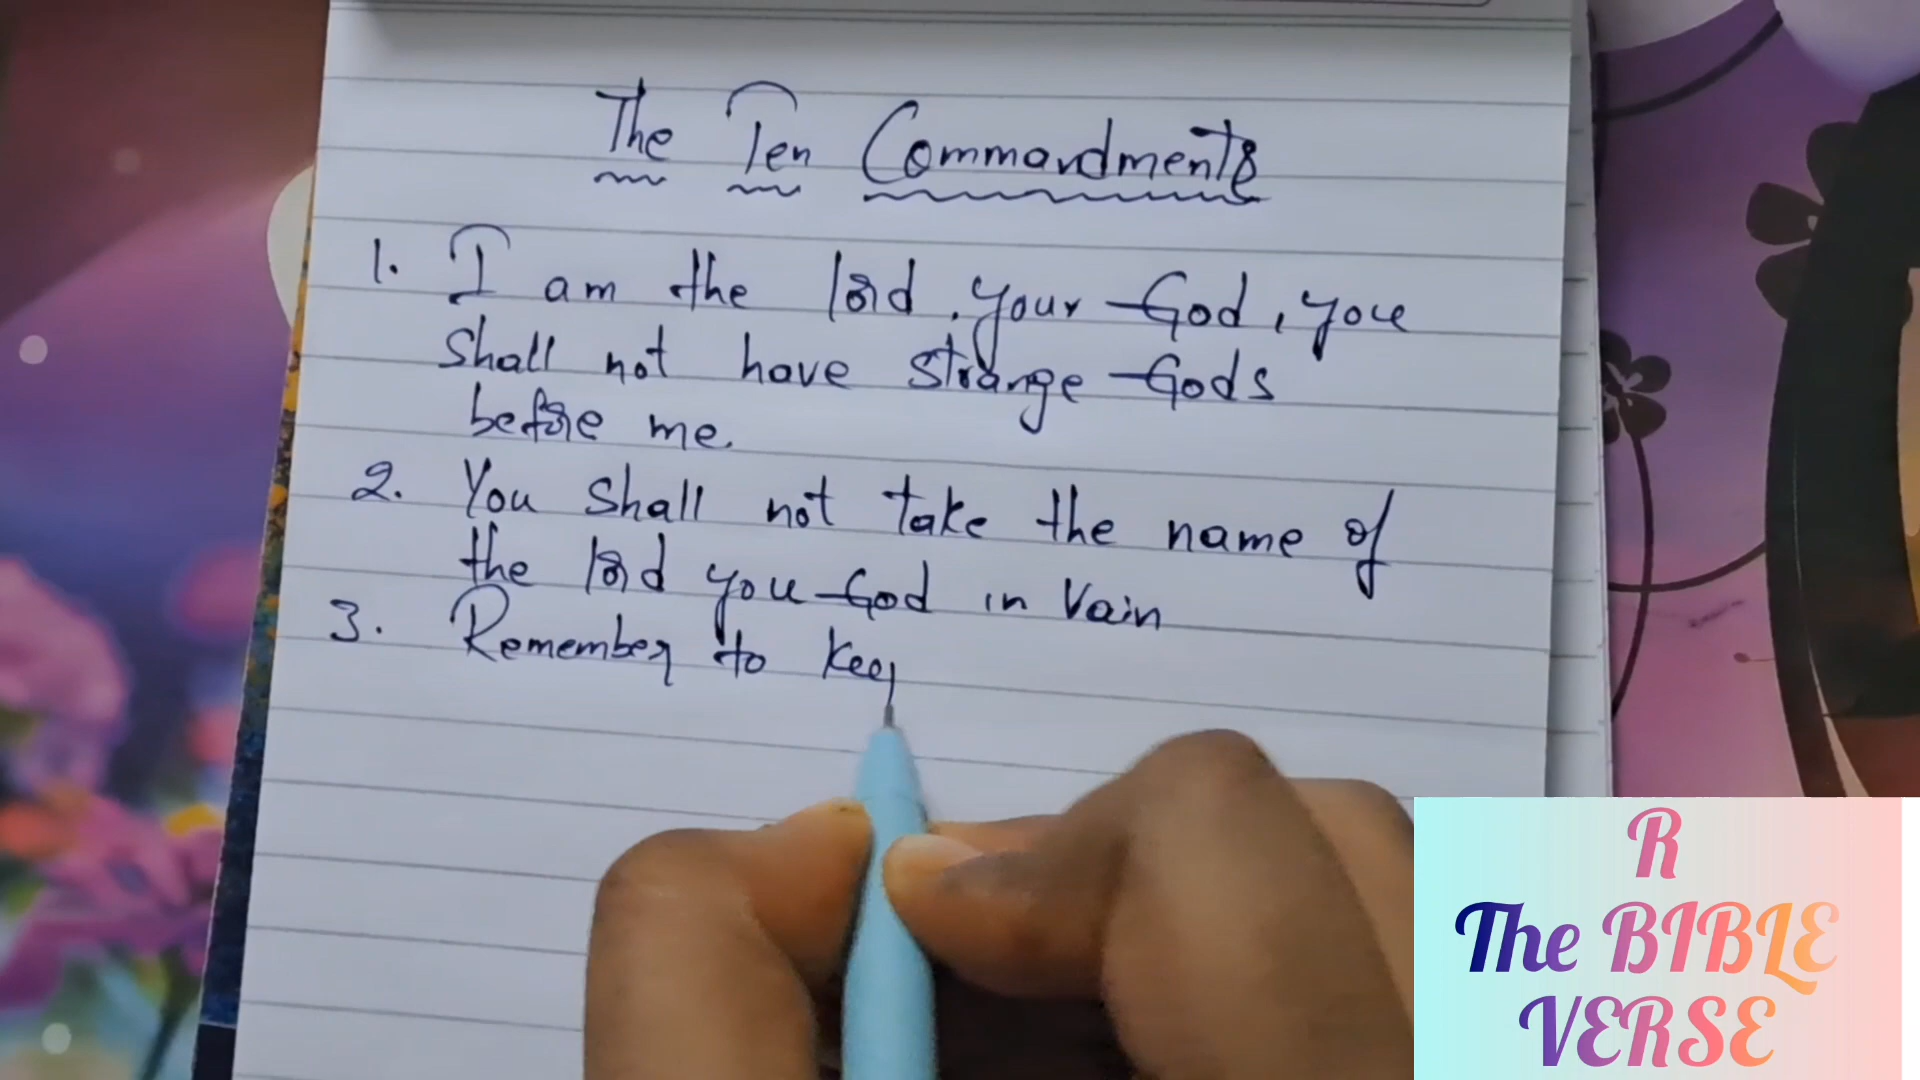 The Ten Commandments
1. I am the lord, your God, you
shall not have strange Gods
before me.
2. You shall not take the name of
the lord you God in vain
3. Remember to keep
R
The BIBLE
VERSE